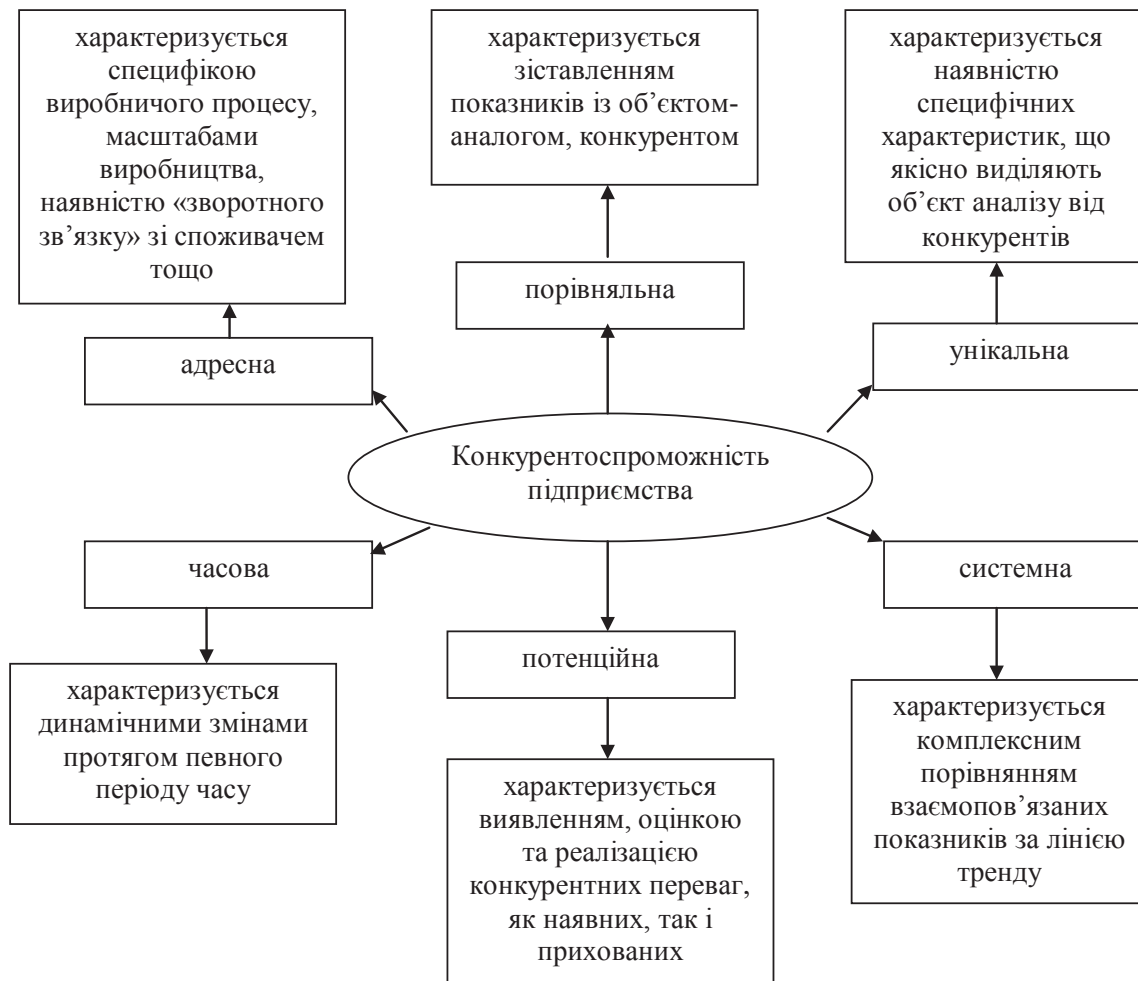 характеризується
специфікою
виробничого процесу,
масштабами
виробництва,
наявністю «зворотного
зв’язку» зі споживачем
тощо
характеризується
зіставленням
показників із об’єктом-
аналогом, конкурентом
характеризується
наявністю
специфічних
характеристик, що
якісно виділяють
об’єкт аналізу від
конкурентів
адресна
порівняльна
унікальна
Конкурентоспроможність
підприємства
часова
потенційна
системна
характеризується
динамічними змінами
протягом певного
періоду часу
характеризується
виявленням, оцінкою
та реалізацією
конкурентних переваг,
як наявних, так і
прихованих
характеризується
комплексним
порівнянням
взаємопов’язаних
показників за лінією
тренду